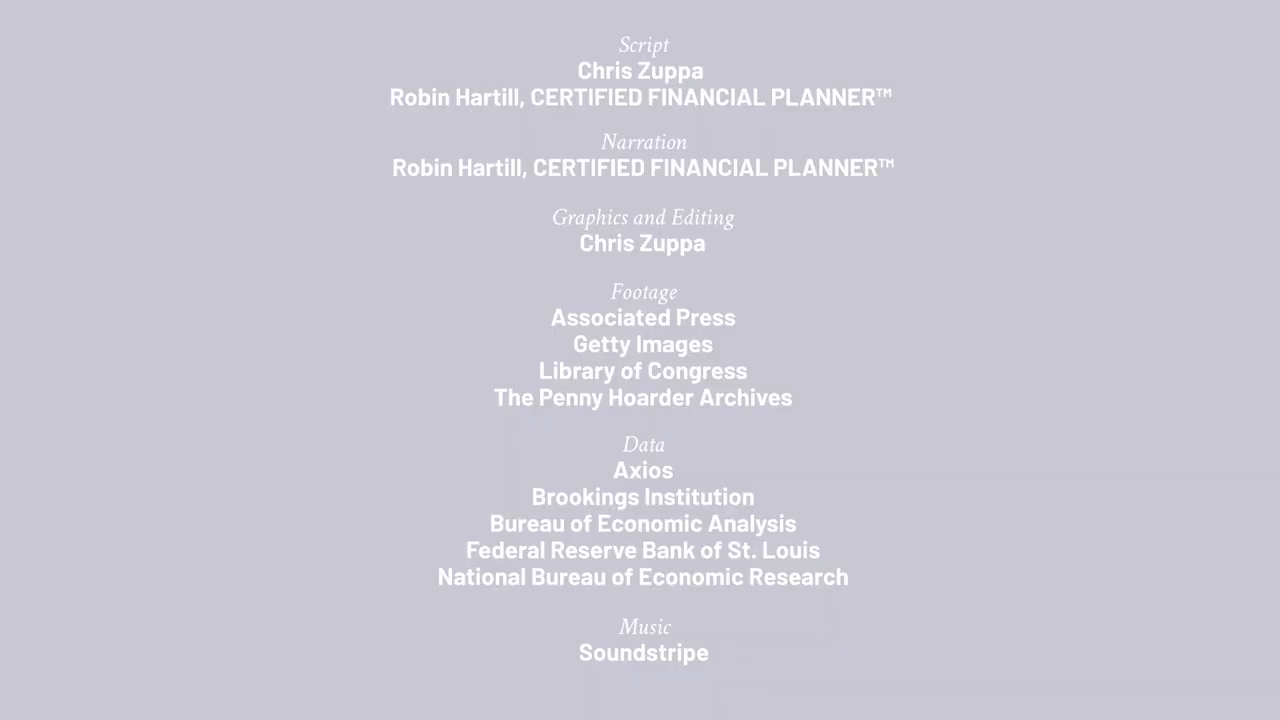 Script
Chris Zuppa
Robin Hartill, CERTIFIED FINANCIAL PLANNER™
Narration
Robin Hartill, CERTIFIED FINANCIAL PLANNER™
Graphics and Editing
Chris Zuppa
Footage
Associated Press
Getty Images
Library of Congress
The Penny Hoarder Archives
Data
Axios
Brookings Institution
Bureau of Economic Analysis
Federal Reserve Bank of St. Louis
National Bureau of Economic Research
Music
Soundstripe